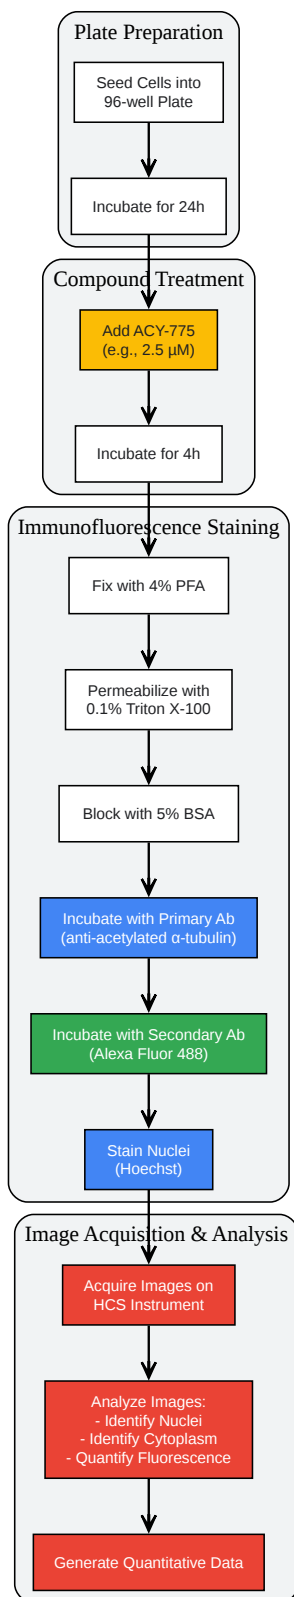 Plate Preparation
Seed Cells into
96-well Plate
Incubate for 24h
Compound Treatment
Add ACY-775
(e.g., 2.5 µM)
Incubate for 4h
Immunofluorescence Staining
Fix with 4% PFA
Permeabilize with
0.1% Triton X-100
Block with 5% BSA
Incubate with Primary Ab
(anti-acetylated α-tubulin)
Incubate with Secondary Ab
(Alexa Fluor 488)
Stain Nuclei
(Hoechst)
Image Acquisition & Analysis
Acquire Images on
HCS Instrument
Analyze Images:
- Identify Nuclei
- Identify Cytoplasm
- Quantify Fluorescence
Generate Quantitative Data